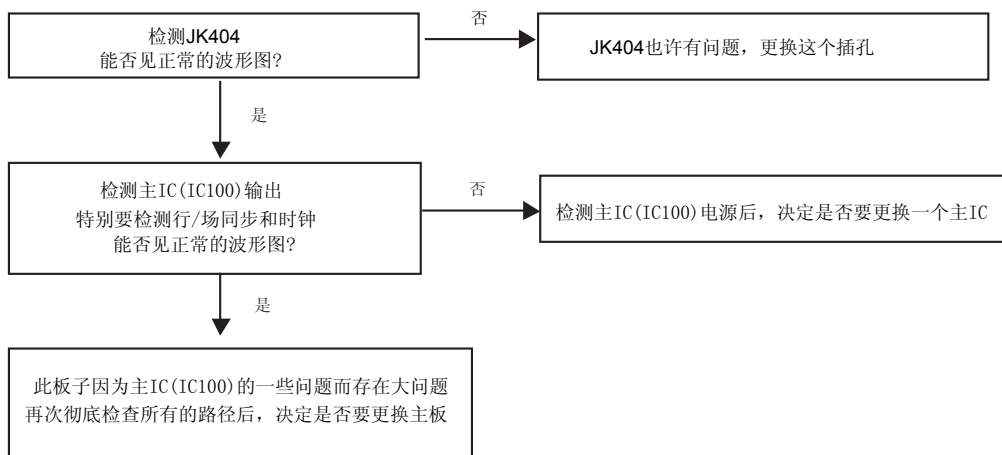 检测JK404
能否见正常的波形图?
否
JK404也许有问题，更换这个插孔
是
检测主IC(IC100)输出
特别要检测行/场同步和时钟
能否见正常的波形图?
否
检测主IC(IC100)电源后，决定是否要更换一个主IC
是
此板子因为主IC(IC100)的一些问题而存在大问题
再次彻底检查所有的路径后，决定是否要更换主板